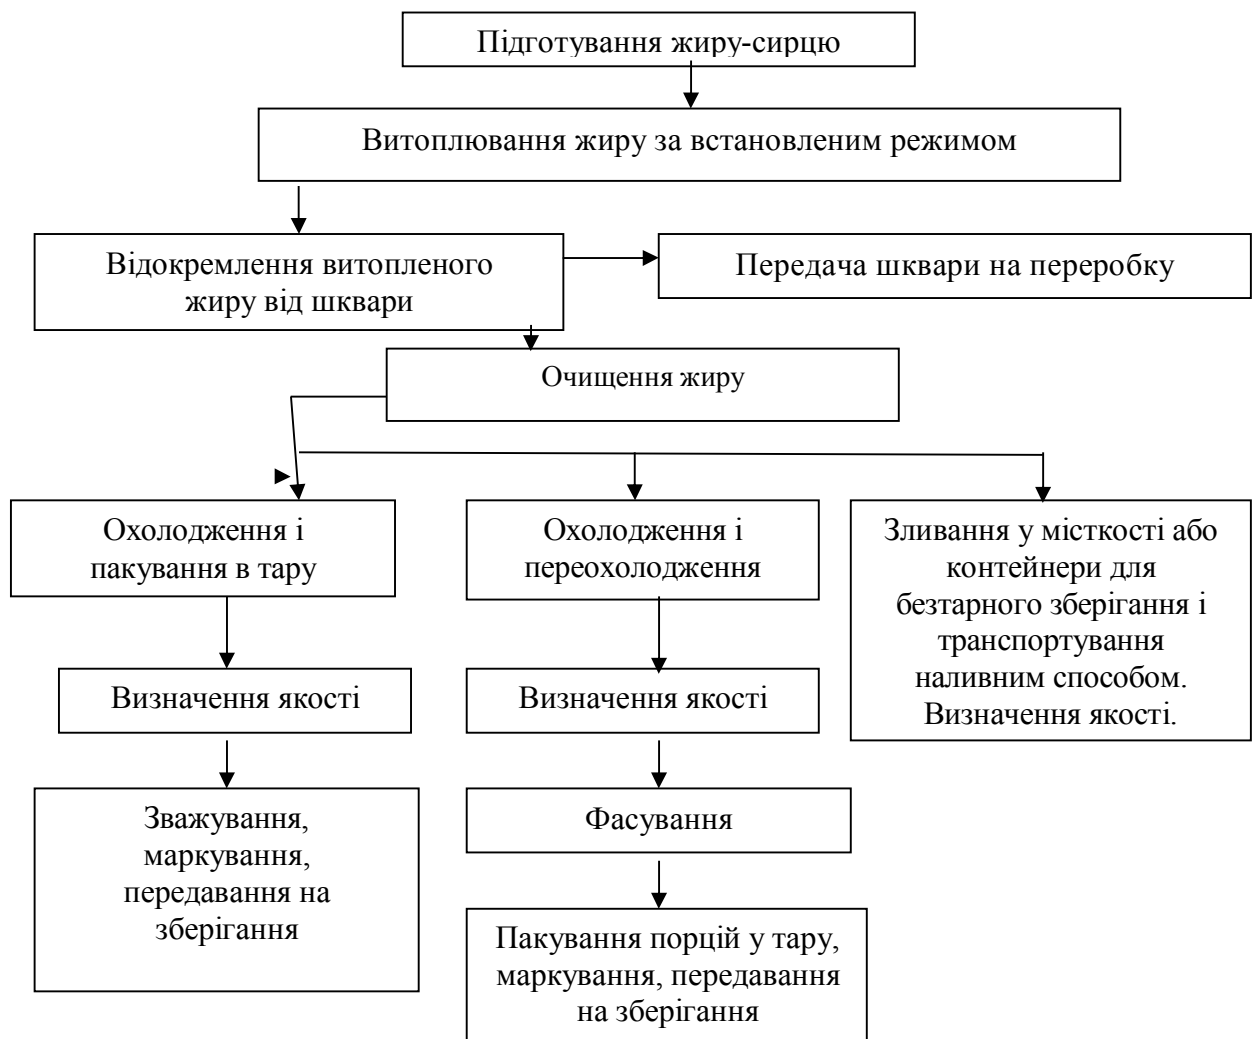 Підготування жиру-сирцю
Витоплювання жиру за встановленим режимом
Відокремлення витопленого
жиру від шквари
Передача шквари на переробку
Очищення жиру
Охолодження і
пакування в тару
Охолодження і
переохолодження
Зливання у місткості або
контейнери для
безтарного зберігання і
транспортування
наливним способом.
Визначення якості.
Визначення якості
Визначення якості
Зважування,
маркування,
передавання на
зберігання
Фасування
Пакування порцій у тару,
маркування, передавання
на зберігання